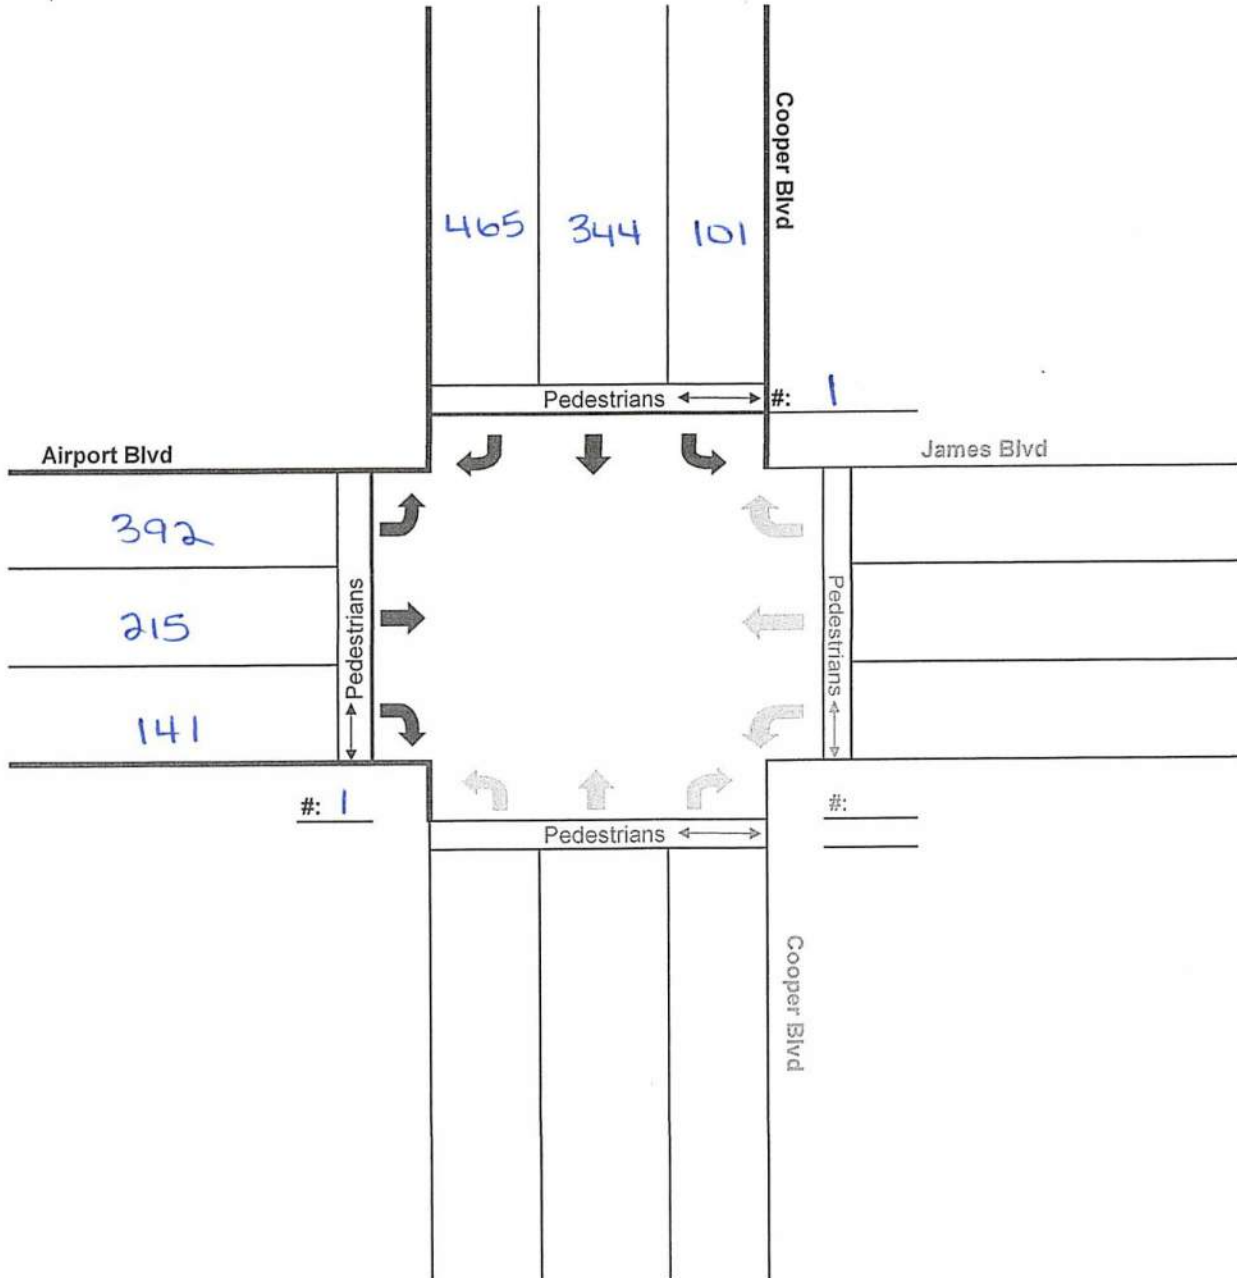 Cooper Blvd
465 344 101
Pedestrians #: 1
Airport Blvd
James Blvd
392
215
141
Pedestrians
Pedestrians
#: 1
#:
Pedestrians
Cooper Blvd